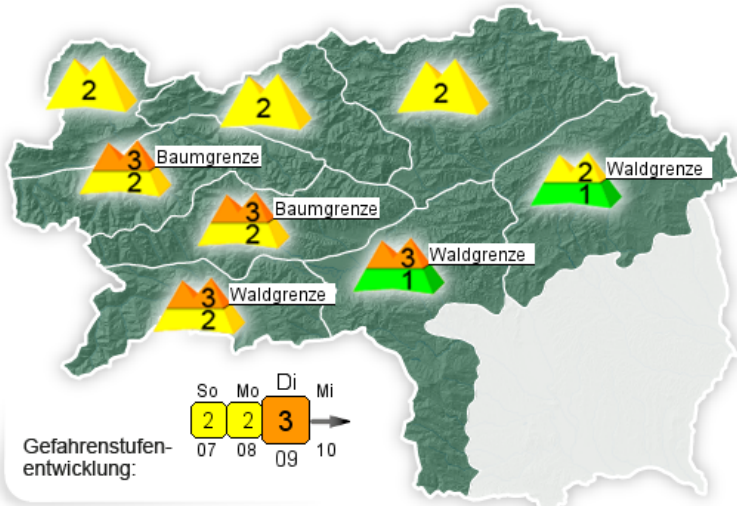 2
2
2
3 Baumgrenze
2
2 Waldgrenze
1
3 Baumgrenze
2
3 Waldgrenze
1
3 Waldgrenze
2
So Mo Di Mi
2 2 3
07 08 09 10
Gefahrenstufen-
entwicklung: